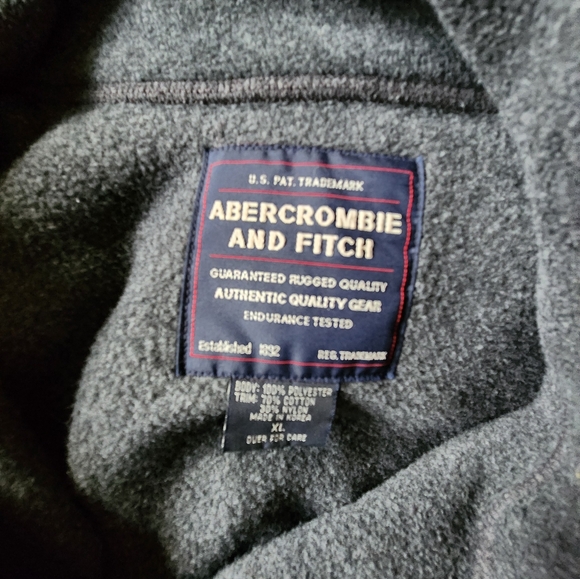 U.S. PAT. TRADEMARK
ABERCROMBIE
AND FITCH
GUARANTEED RUGGED QUALITY
AUTHENTIC QUALITY GEAR
ENDURANCE TESTED
Established 1892 REG. TRADEMARK
BODY: 100% POLYESTER
TRIM: 70% COTTON
30% NYLON
MADE IN KOREA
XL
OVER FOR CARE